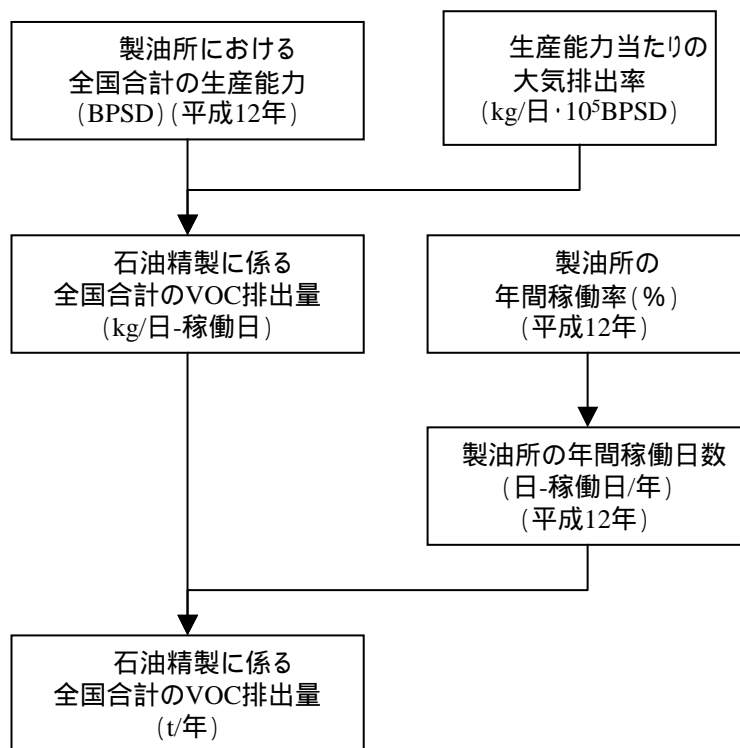 製油所における
全国合計の生産能力
(BPSD)(平成12年)
生産能力当たりの
大気排出率
(kg/日・10⁵BPSD)
石油精製に係る
全国合計のVOC排出量
(kg/日-稼働日)
製油所の
年間稼働率(%)
(平成12年)
製油所の年間稼働日数
(日-稼働日/年)
(平成12年)
石油精製に係る
全国合計のVOC排出量
(t/年)